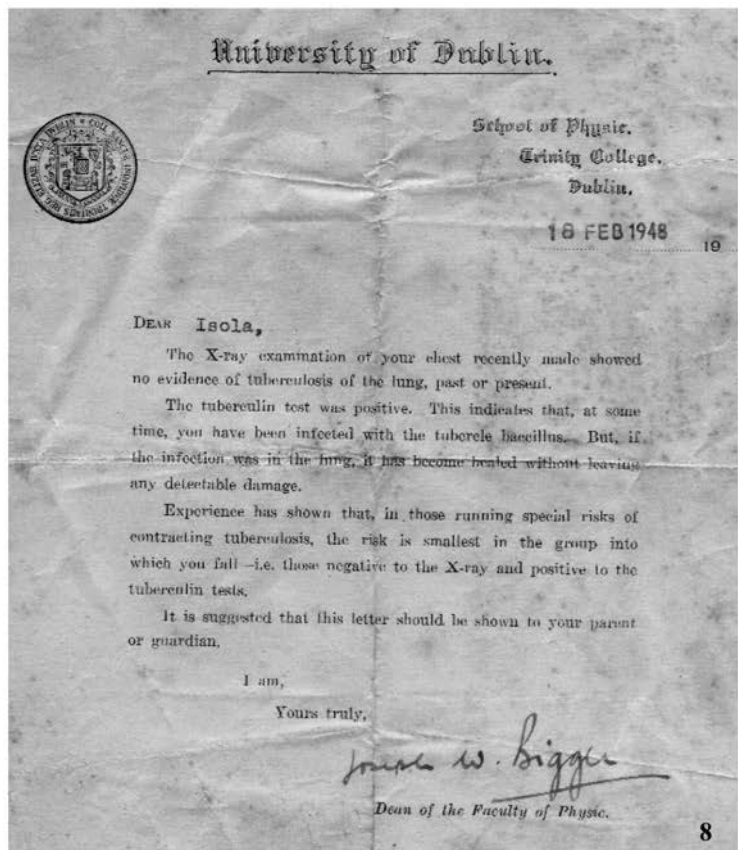 University of Dublin.
School of Physic.
Trinity College,
Dublin.
18 FEB 1948 19
DEAR Isola,
The X-ray examination of your chest recently made showed
no evidence of tuberculosis of the lung, past or present.
The tuberculin test was positive. This indicates that, at some
time, you have been infected with the tubercle baccillus. But, if
the infection was in the lung, it has become healed without leaving
any detectable damage.
Experience has shown that, in those running special risks of
contracting tuberculosis, the risk is smallest in the group into
which you fall —i.e. those negative to the X-ray and positive to the
tuberculin tests.
It is suggested that this letter should be shown to your parent
or guardian.
I am,
Yours truly,
Joseph W. Bigger
Dean of the Faculty of Physic.
8